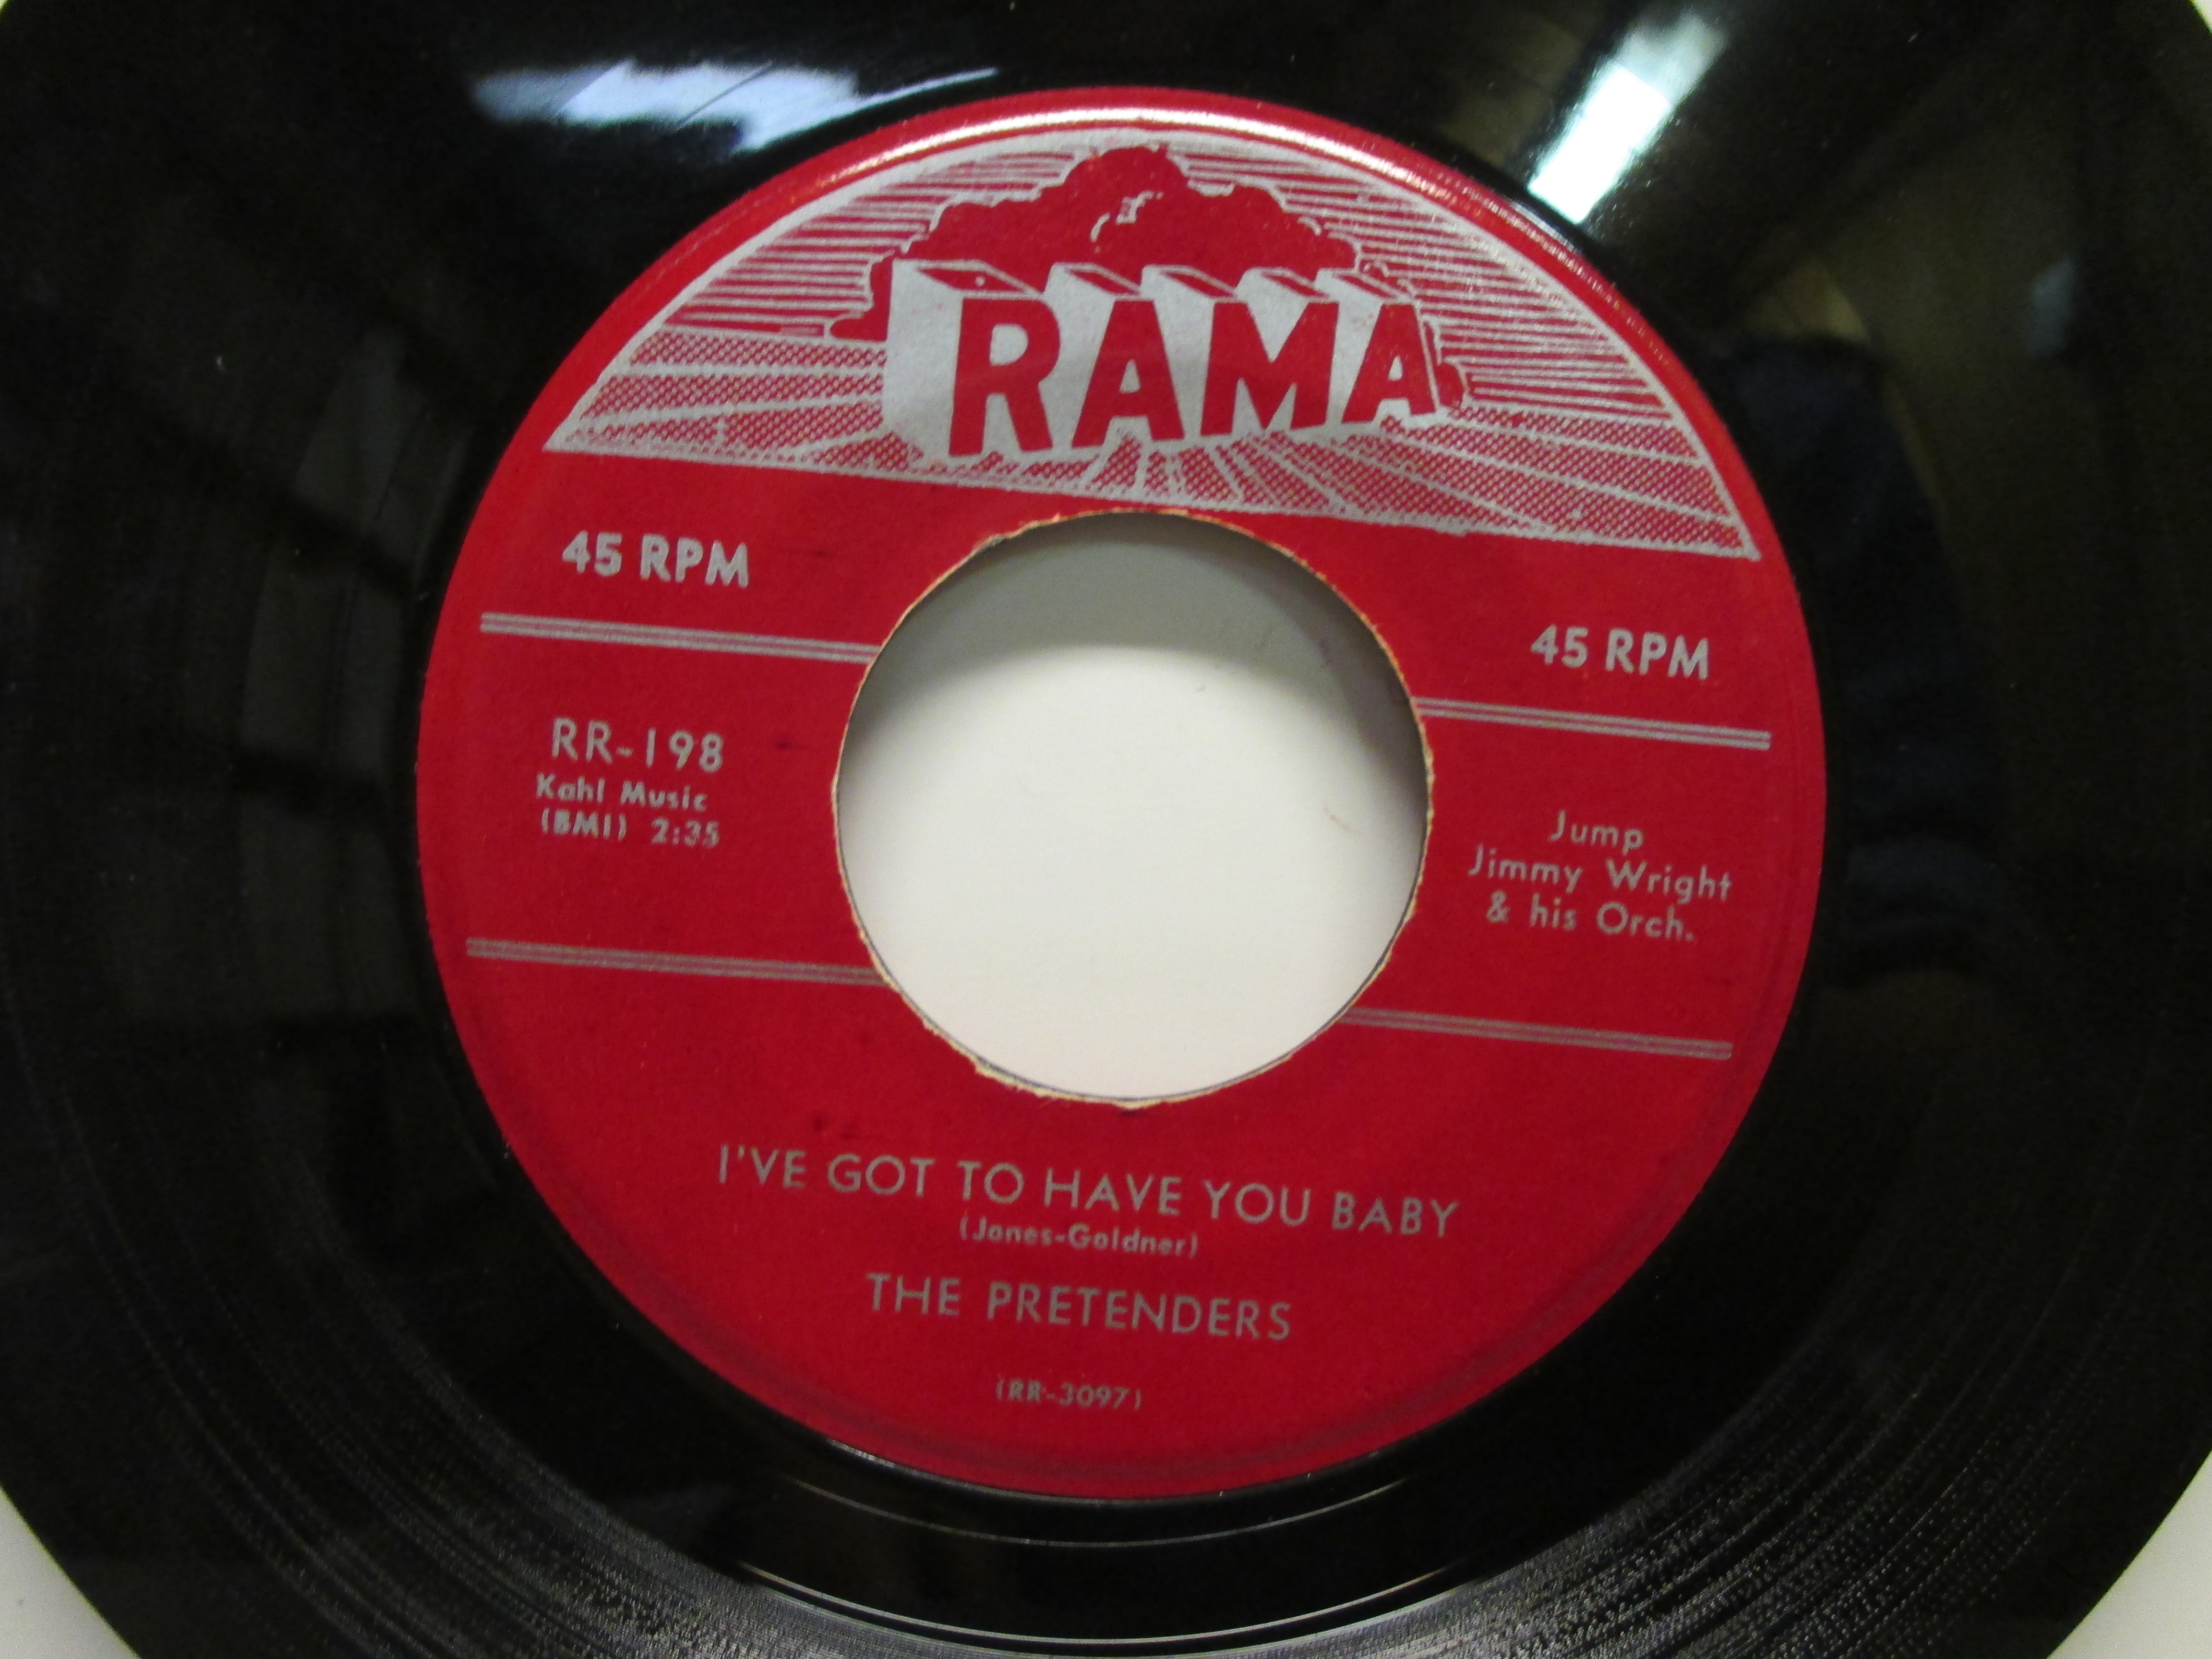 RAMA
45 RPM
45 RPM
RR-198
Kahl Music
(BMI) 2:35
Jump
Jimmy Wright
& his Orch.
I'VE GOT TO HAVE YOU BABY
(Jones-Goldner)
THE PRETENDERS
(RR-3097)